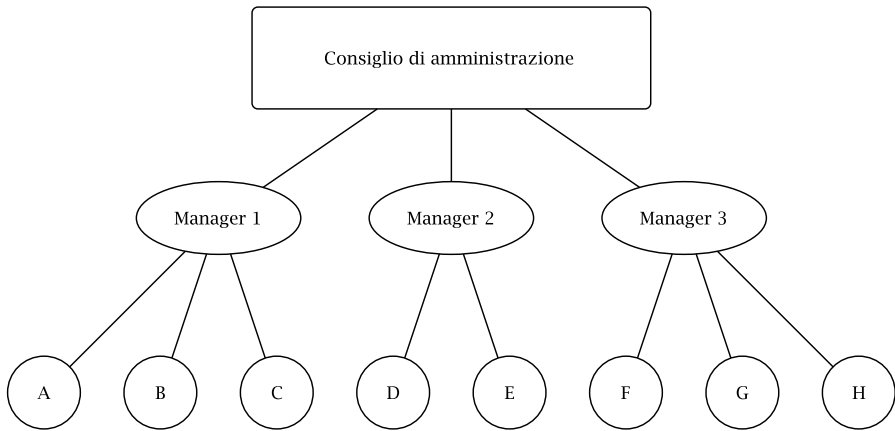 Consiglio di amministrazione
Manager 1
Manager 2
Manager 3
A
B
C
D
E
F
G
H